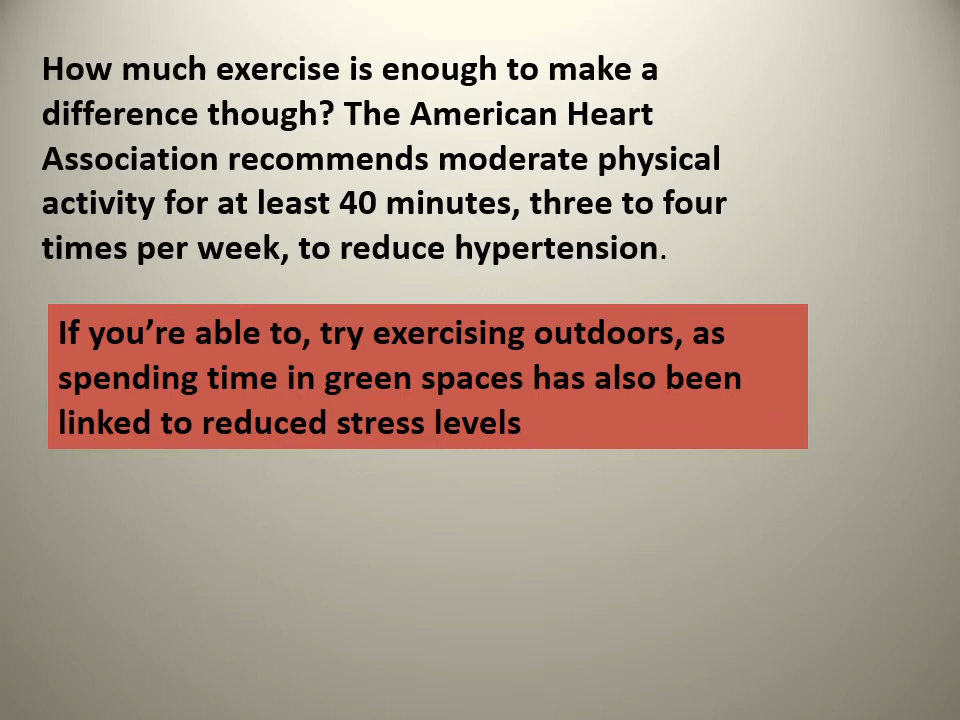 How much exercise is enough to make a
difference though? The American Heart
Association recommends moderate physical
activity for at least 40 minutes, three to four
times per week, to reduce hypertension.
If you’re able to, try exercising outdoors, as
spending time in green spaces has also been
linked to reduced stress levels